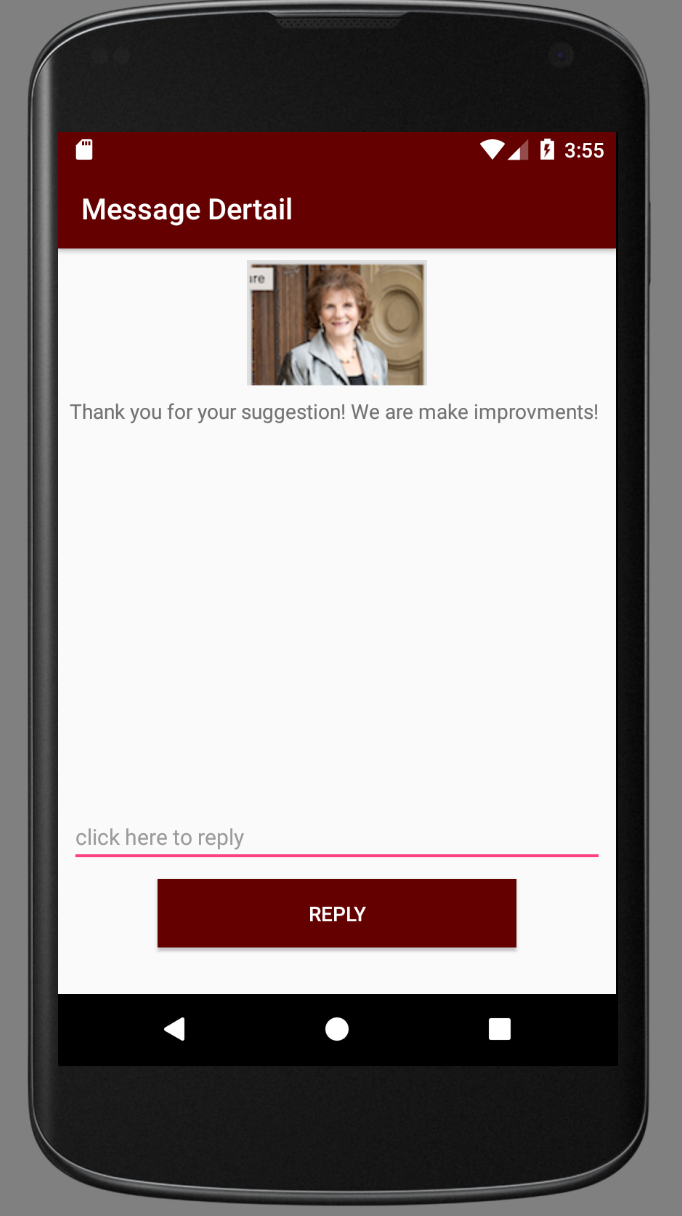 3:55
Message Dertail
Thank you for your suggestion! We are make improvments!
click here to reply
REPLY